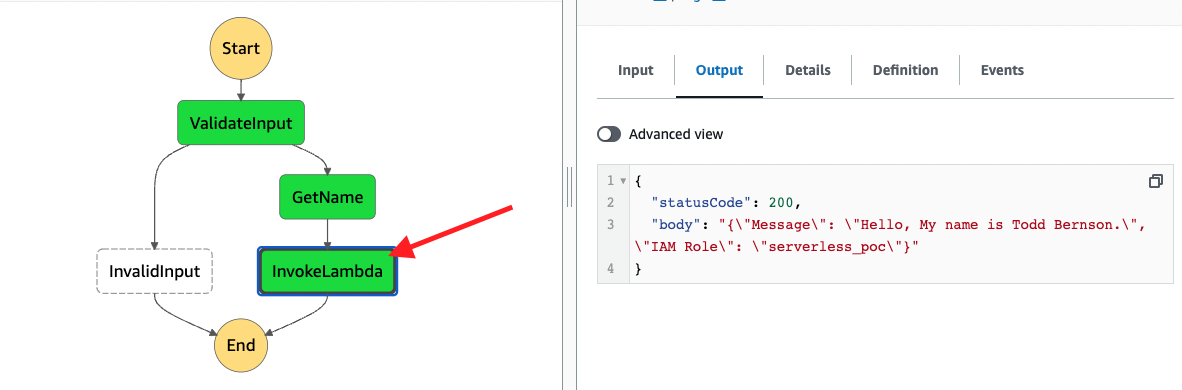 Start
ValidateInput
GetName
InvalidInput
InvokeLambda
End
Input
Output
Details
Definition
Events
Advanced view
1 {
2 "statusCode": 200,
3 "body": "{\"Message\": \"Hello, My name is Todd Bernson.\",
\"IAM Role\": \"serverless_poc\"}"
4 }